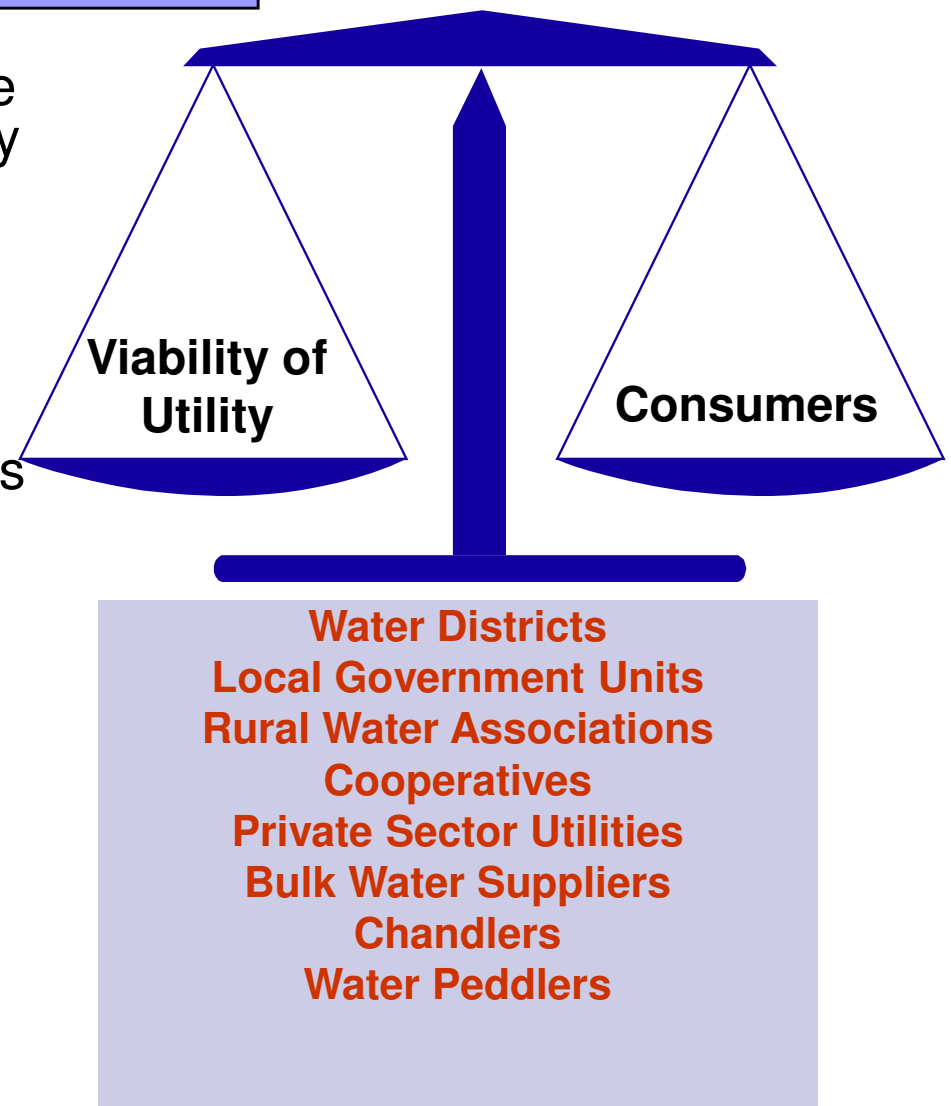 e
y
Viability of
Utility
Consumers
s
Water Districts
Local Government Units
Rural Water Associations
Cooperatives
Private Sector Utilities
Bulk Water Suppliers
Chandlers
Water Peddlers